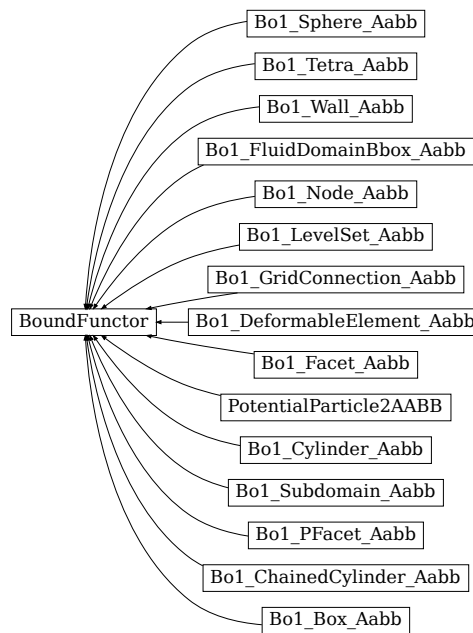 Bo1_Sphere_Aabb
Bo1_Tetra_Aabb
Bo1_Wall_Aabb
Bo1_FluidDomainBbox_Aabb
Bo1_Node_Aabb
Bo1_LevelSet_Aabb
Bo1_GridConnection_Aabb
BoundFunctor
Bo1_DeformableElement_Aabb
Bo1_Facet_Aabb
PotentialParticle2AABB
Bo1_Cylinder_Aabb
Bo1_Subdomain_Aabb
Bo1_PFacet_Aabb
Bo1_ChainedCylinder_Aabb
Bo1_Box_Aabb